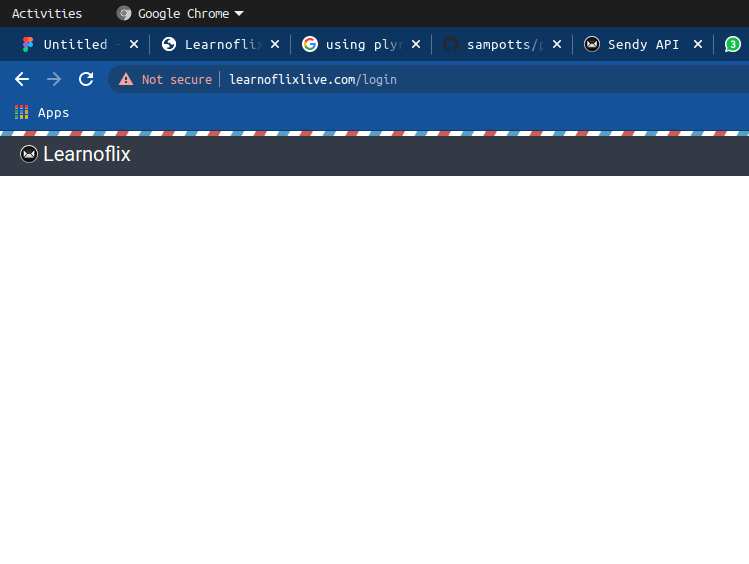 Activities Google Chrome
Untitled - Learnoflix using plyr sampotts/p Sendy API 3
Not secure learnoflixlive.com/login
Apps
Learnoflix